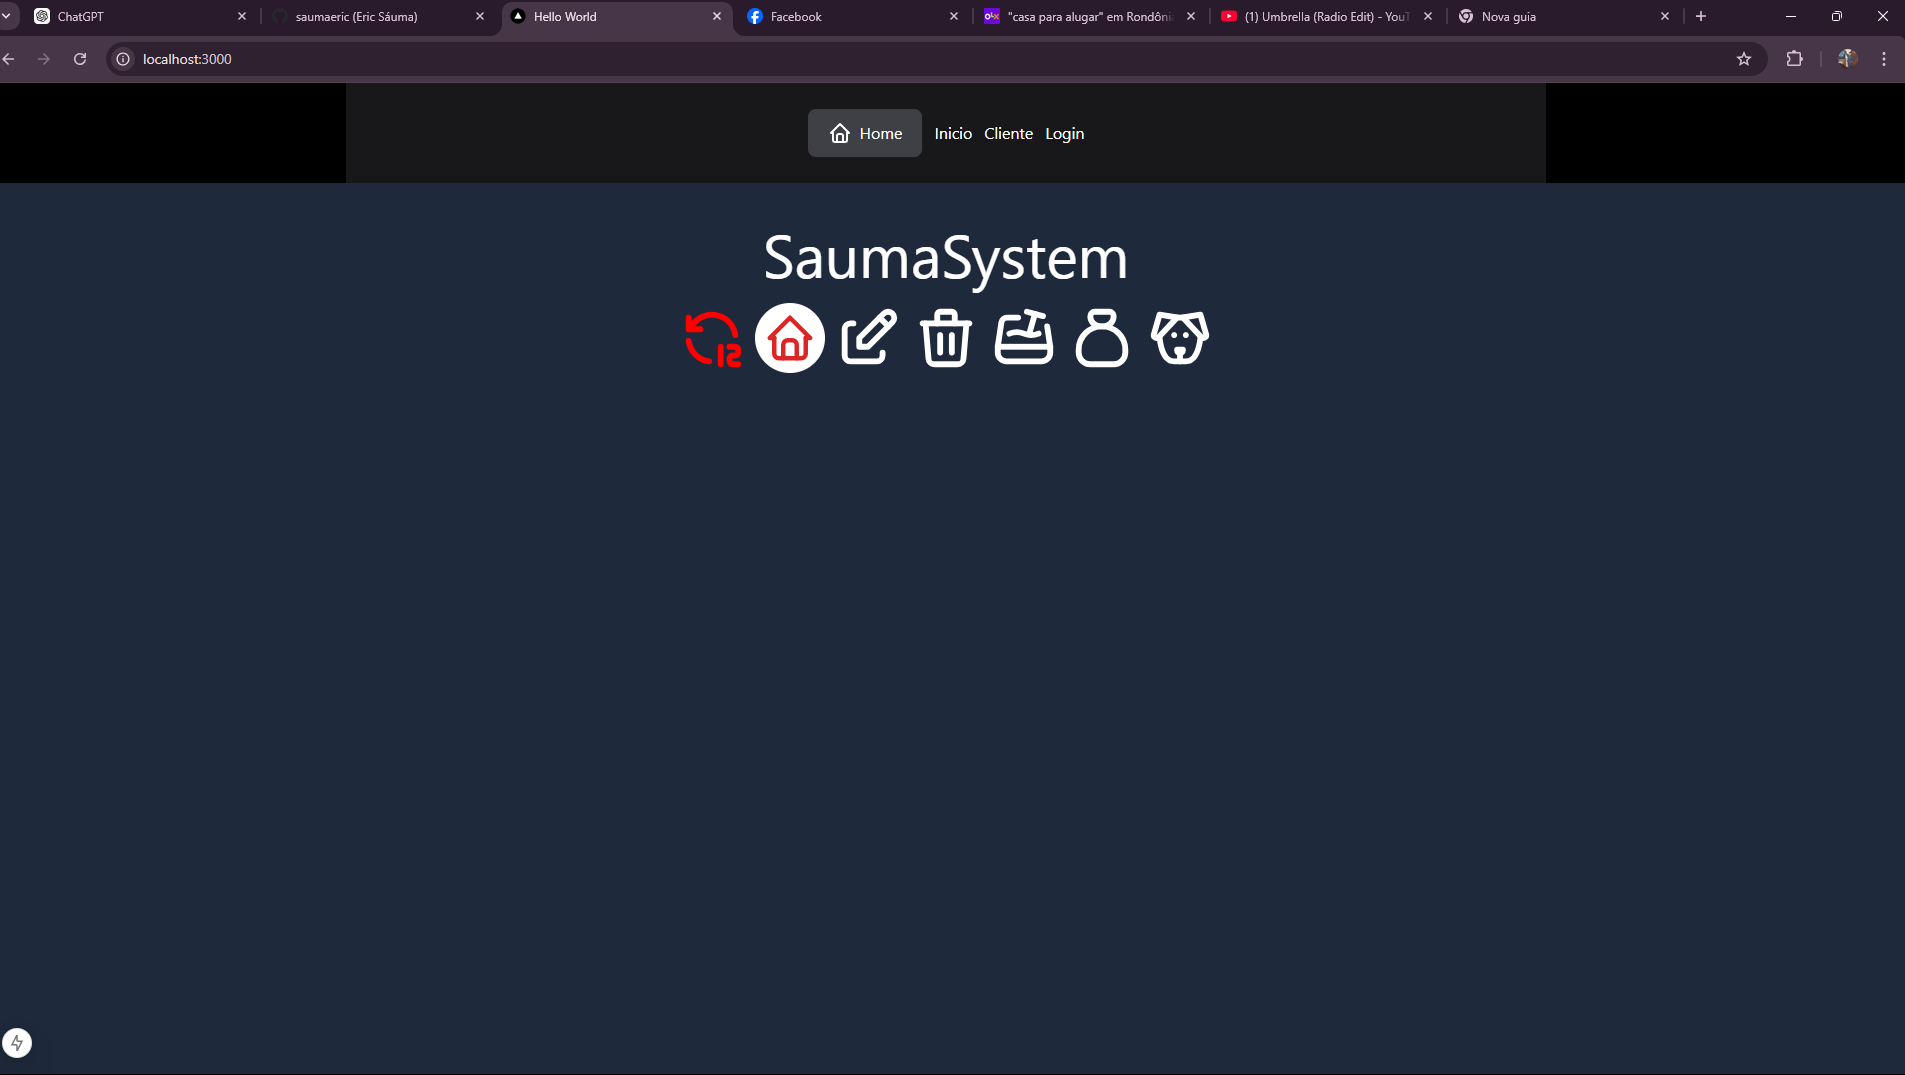 ChatGPT
saumaeric (Eric Sáuma)
Hello World
Facebook
OLX "casa para alugar" em Rondôni
(1) Umbrella (Radio Edit) - YouT
Nova guia
localhost:3000
Home Inicio Cliente Login
SaumaSystem
12